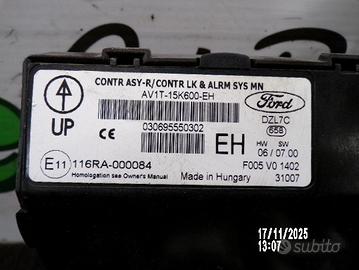 CONTR ASY-R/CONTR LK & ALRM SYS MN
AV1T-15K600-EH
Ford
DZL7C
658
UP
CE
030695550302
EH
HW SW
06 / 07.00
E11 116RA-000084
F005 V0 1402
Homologation see Owner's Manual
Made in Hungary
31007
17/11/2025
13:07
subito